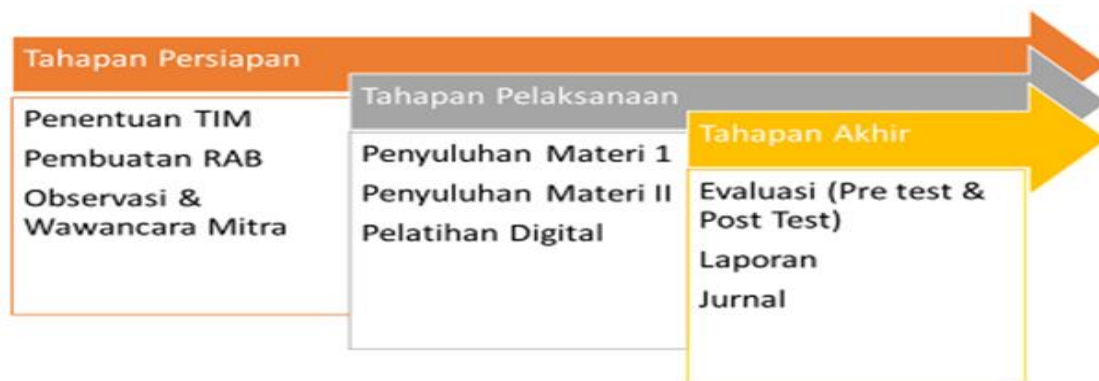 Tahapan Persiapan
Penentuan TIM
Pembuatan RAB
Observasi &
Wawancara Mitra
Tahapan Pelaksanaan
Penyuluhan Materi 1
Penyuluhan Materi II
Pelatihan Digital
Tahapan Akhir
Evaluasi (Pre test &
Post Test)
Laporan
Jurnal